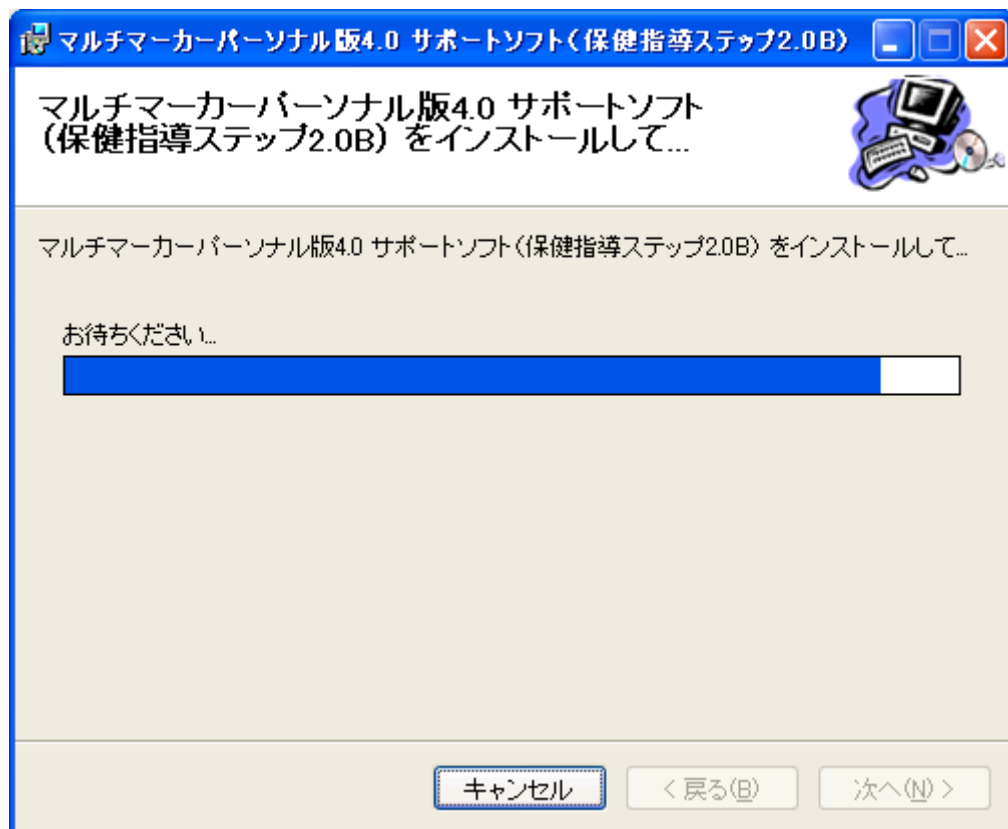 マルチマーカーパーソナル版4.0 サポートソフト(保健指導ステップ2.0B)
マルチマーカーパーソナル版4.0 サポートソフト
(保健指導ステップ2.0B) をインストールして...
マルチマーカーパーソナル版4.0 サポートソフト(保健指導ステップ2.0B) をインストールして...
お待ちください...
キャンセル
< 戻る(B)
次へ(N) >